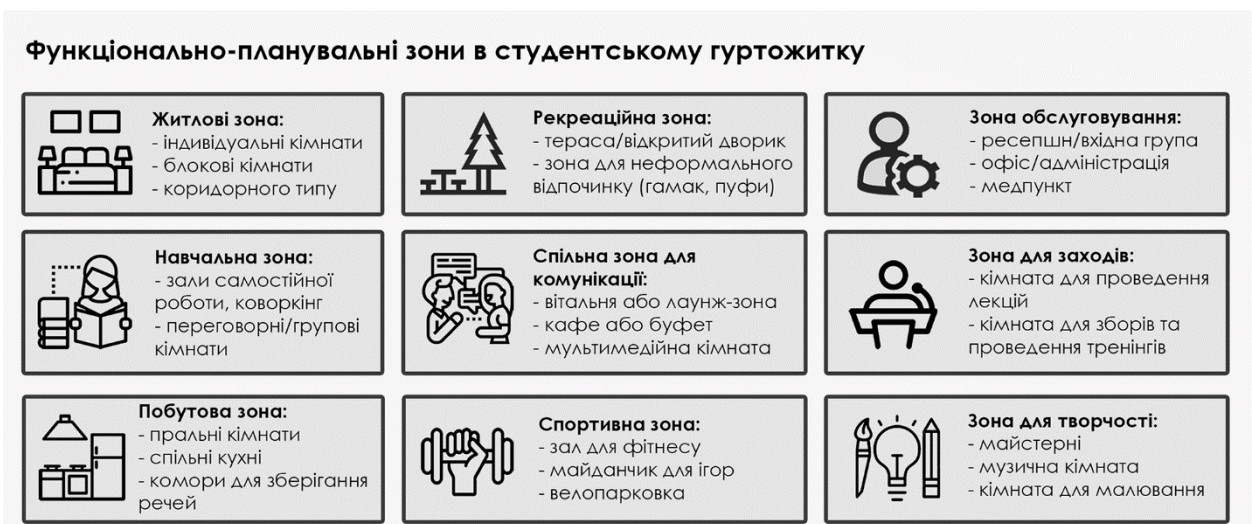 Функціонально-планувальні зони в студентському гуртожитку
Житлові зона:
- індивідуальні кімнати
- блокові кімнати
- коридорного типу
Рекреаційна зона:
- тераса/відкритий дворик
- зона для неформального
відпочинку (гамак, пуфи)
Зона обслуговування:
- ресепшн/вхідна група
- офіс/адміністрація
- медпункт
Навчальна зона:
- зали самостійної
роботи, коворкінг
- переговорні/групові
кімнати
Спільна зона для
комунікації:
- вітальня або лаунж-зона
- кафе або буфет
- мультимедійна кімната
Зона для заходів:
- кімната для проведення
лекцій
- кімната для зборів та
проведення тренінгів
Побутова зона:
- пральні кімнати
- спільні кухні
- комори для зберігання
речей
Спортивна зона:
- зал для фітнесу
- майданчик для ігор
- велопарковка
Зона для творчості:
- майстерні
- музична кімната
- кімната для малювання